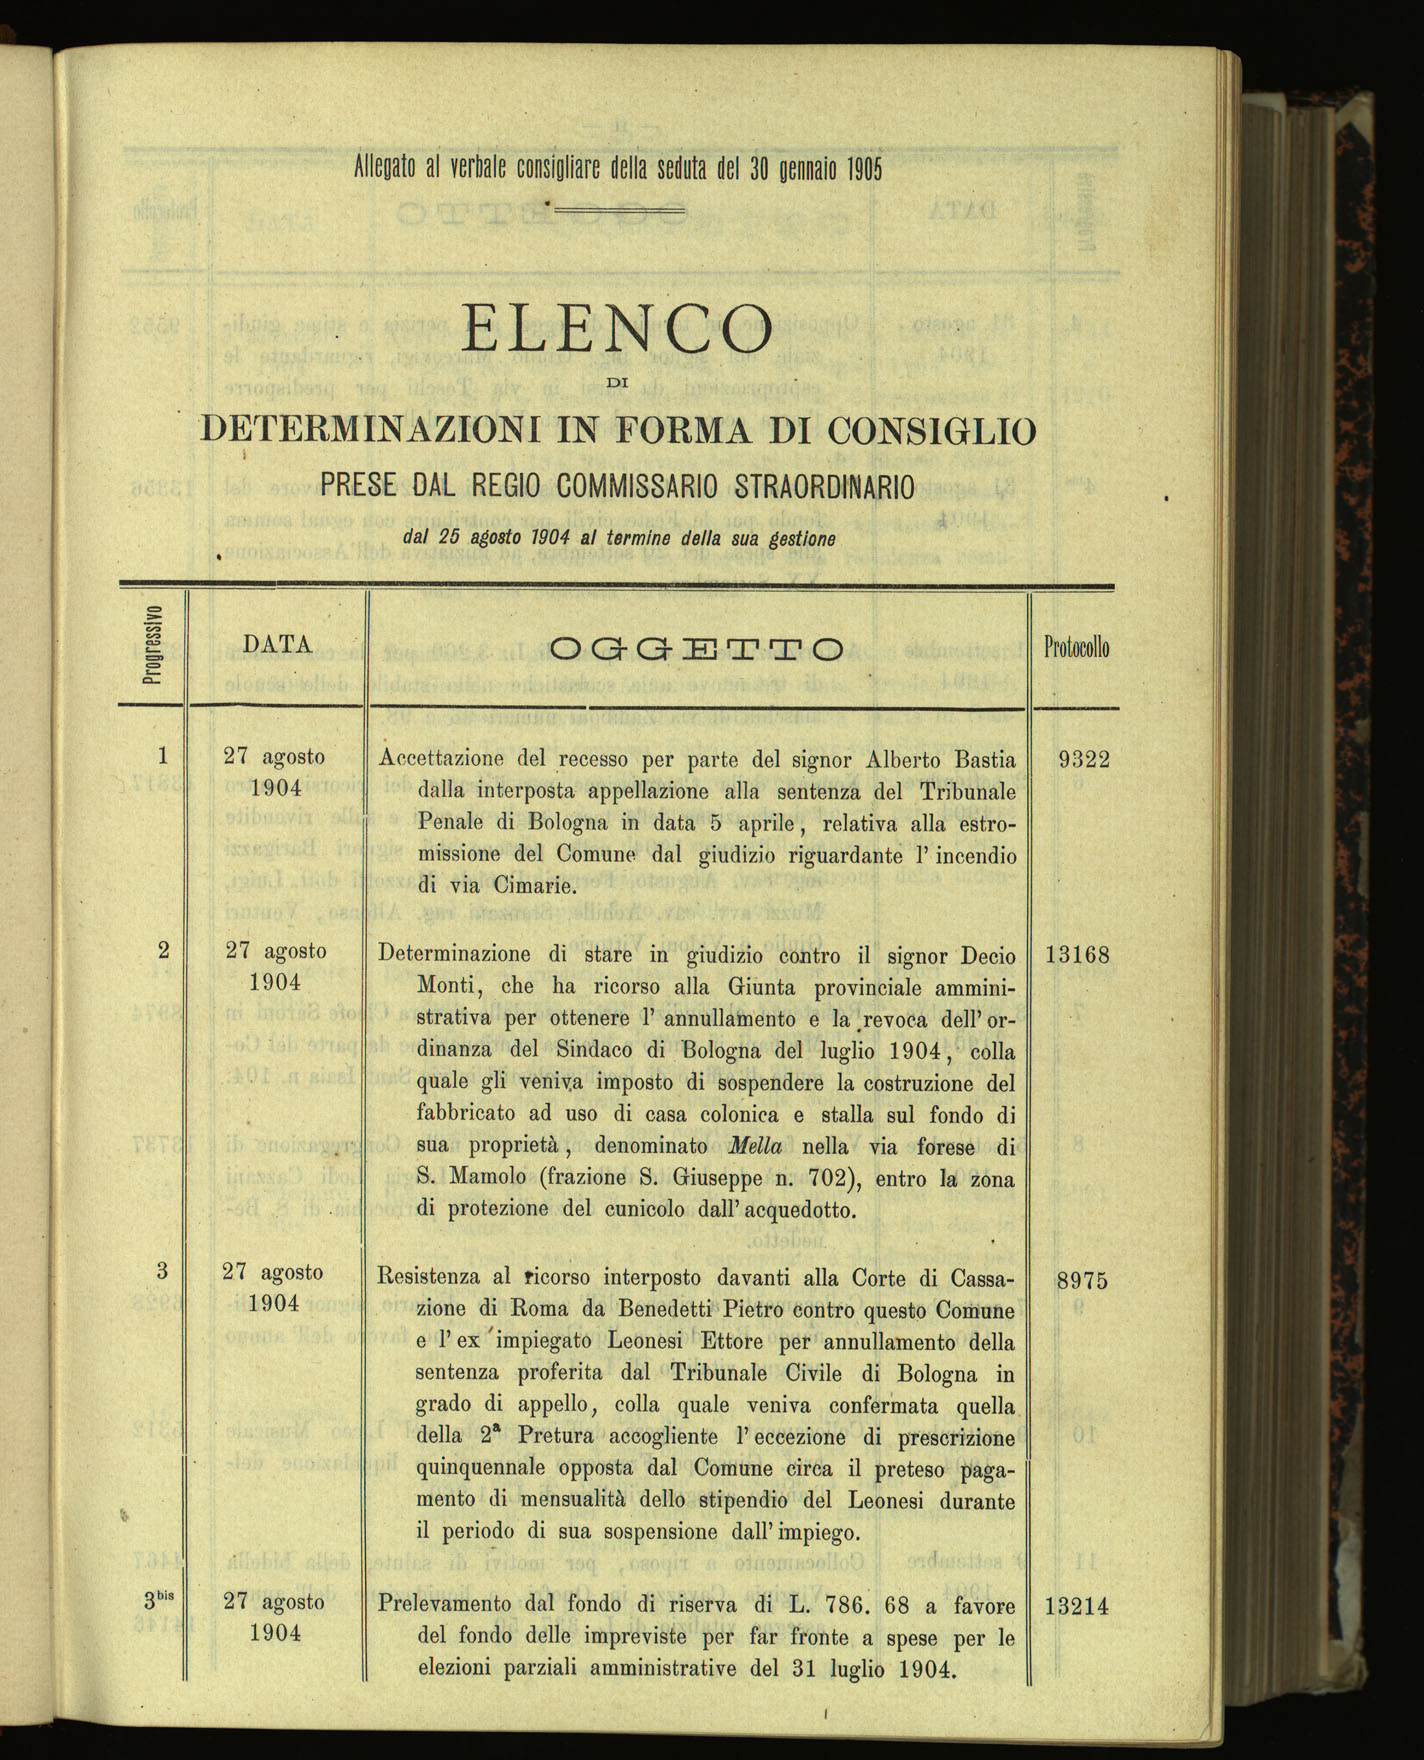 Allegato al verbale consigliare della seduta del 30 gennaio 1905
ELENCO
DI
DETERMINAZIONI IN FORMA DI CONSIGLIO
PRESE DAL REGIO COMMISSARIO STRAORDINARIO
dal 25 agosto 1904 al termine della sua gestione
Progressivo DATA OGGETTO Protocollo
1 27 agosto Accettazione del recesso per parte del signor Alberto Bastia 9322
1904 dalla interposta appellazione alla sentenza del Tribunale
Penale di Bologna in data 5 aprile, relativa alla estro-
missione del Comune dal giudizio riguardante l' incendio
di via Cimarie.
2 27 agosto Determinazione di stare in giudizio contro il signor Decio 13168
1904 Monti, che ha ricorso alla Giunta provinciale ammini-
strativa per ottenere l' annullamento e la revoca dell' or-
dinanza del Sindaco di Bologna del luglio 1904, colla
quale gli veniva imposto di sospendere la costruzione del
fabbricato ad uso di casa colonica e stalla sul fondo di
sua proprietà, denominato Mella nella via forese di
S. Mamolo (frazione S. Giuseppe n. 702), entro la zona
di protezione del cunicolo dall' acquedotto.
3 27 agosto Resistenza al ricorso interposto davanti alla Corte di Cassa- 8975
1904 zione di Roma da Benedetti Pietro contro questo Comune
e l' ex impiegato Leonesi Ettore per annullamento della
sentenza proferita dal Tribunale Civile di Bologna in
grado di appello, colla quale veniva confermata quella
della 2ª Pretura accogliente l' eccezione di prescrizione
quinquennale opposta dal Comune circa il preteso paga-
mento di mensualità dello stipendio del Leonesi durante
il periodo di sua sospensione dall' impiego.
3bis 27 agosto Prelevamento dal fondo di riserva di L. 786. 68 a favore 13214
1904 del fondo delle impreviste per far fronte a spese per le
elezioni parziali amministrative del 31 luglio 1904.